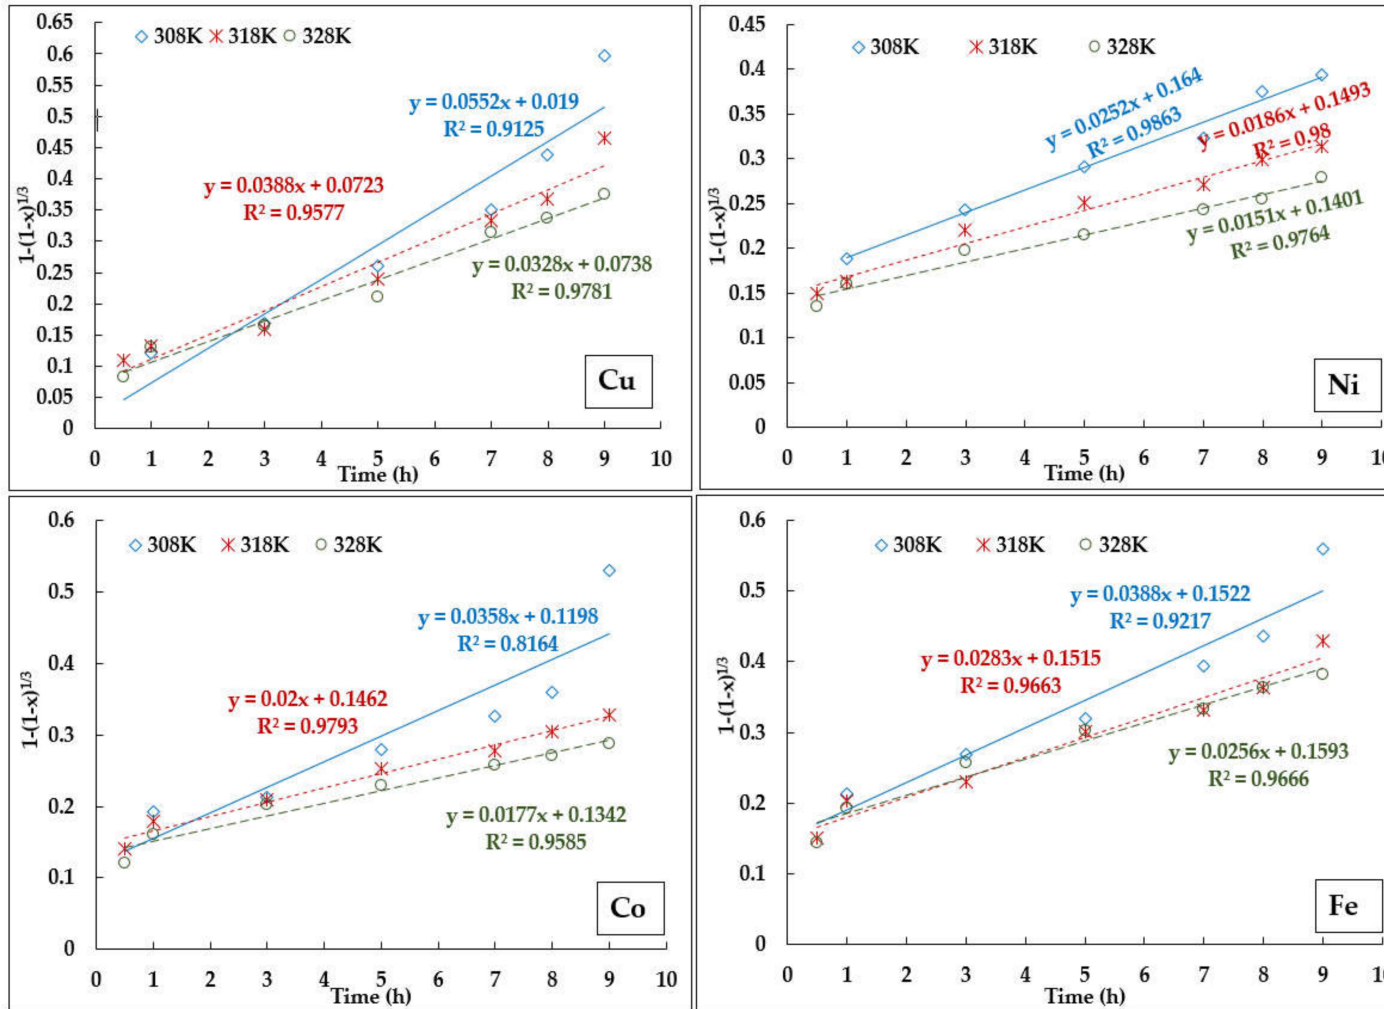 0.65
0.6
0.55
0.5
0.45
0.4
0.35
0.3
0.25
0.2
0.15
0.1
0.05
0
1-(1-x)^1/3
308K 318K 328K
y = 0.0552x + 0.019
R² = 0.9125
y = 0.0388x + 0.0723
R² = 0.9577
y = 0.0328x + 0.0738
R² = 0.9781
Cu
0 1 2 3 4 5 6 7 8 9 10
Time (h)
0.45
0.4
0.35
0.3
0.25
0.2
0.15
0.1
0.05
0
1-(1-x)^1/3
308K 318K 328K
y = 0.0252x + 0.164
R² = 0.9863
y = 0.0186x + 0.1493
R² = 0.98
y = 0.0151x + 0.1401
R² = 0.9764
Ni
0 1 2 3 4 5 6 7 8 9 10
Time (h)
0.6
0.5
0.4
0.3
0.2
0.1
0
1-(1-x)^1/3
308K 318K 328K
y = 0.0358x + 0.1198
R² = 0.8164
y = 0.02x + 0.1462
R² = 0.9793
y = 0.0177x + 0.1342
R² = 0.9585
Co
0 1 2 3 4 5 6 7 8 9 10
Time (h)
0.6
0.5
0.4
0.3
0.2
0.1
0
1-(1-x)^1/3
308K 318K 328K
y = 0.0388x + 0.1522
R² = 0.9217
y = 0.0283x + 0.1515
R² = 0.9663
y = 0.0256x + 0.1593
R² = 0.9666
Fe
0 1 2 3 4 5 6 7 8 9 10
Time (h)